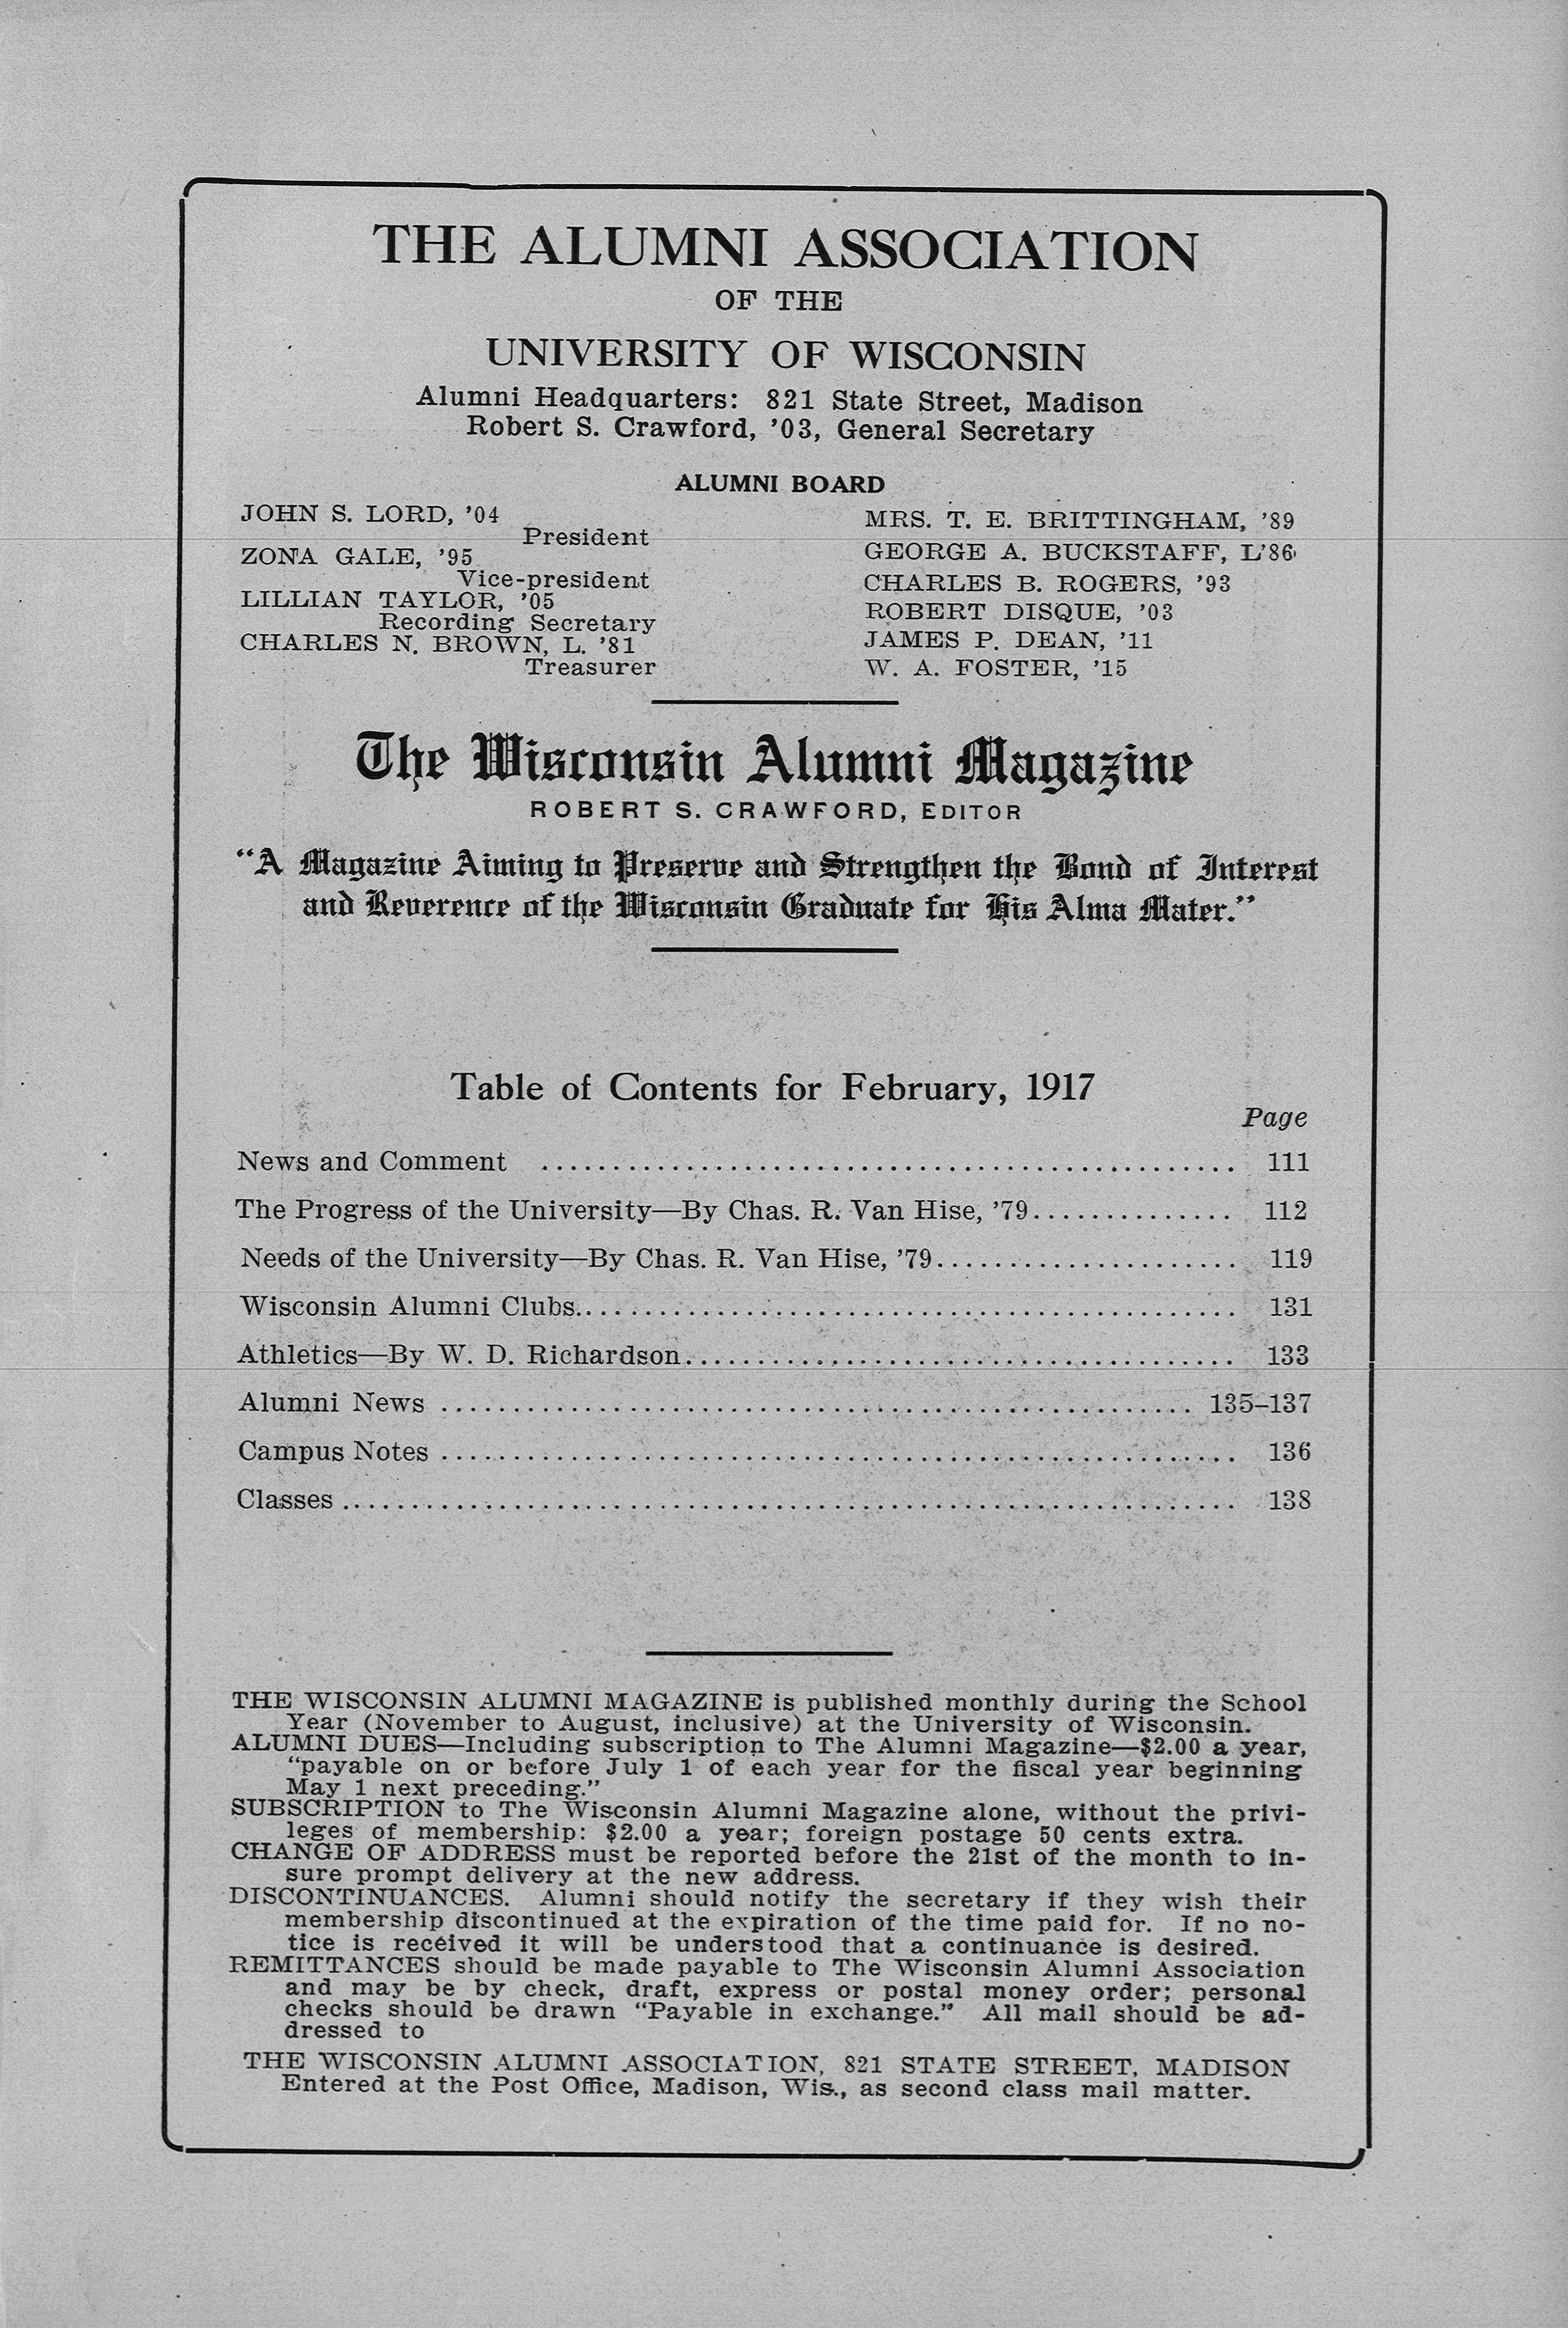 THE ALUMNI ASSOCIATION
OF THE
UNIVERSITY OF WISCONSIN
Alumni Headquarters: 821 State Street, Madison
Robert S. Crawford, ’03, General Secretary
ALUMNI BOARD
JOHN S. LORD, ’04
President
ZONA GALE, ’95
Vice-president
LILLIAN TAYLOR, ’05
Recording Secretary
CHARLES N. BROWN, L. ’81
Treasurer
MRS. T. E. BRITTINGHAM, ’89
GEORGE A. BUCKSTAFF, L’86
CHARLES B. ROGERS, ’93
ROBERT DISQUE, ’03
JAMES P. DEAN, ’11
W. A. FOSTER, ’15
The Wisconsin Alumni Magazine
ROBERT S. CRAWFORD, EDITOR
“A Magazine Aiming to Preserve and Strengthen the Bond of Interest
and Reverence of the Wisconsin Graduate for His Alma Mater.”
Table of Contents for February, 1917
Page
News and Comment ................................................ 111
The Progress of the University—By Chas. R. Van Hise, ’79.............. 112
Needs of the University—By Chas. R. Van Hise, ’79..................... 119
Wisconsin Alumni Clubs.............................................. 131
Athletics—By W. D. Richardson...................................... 133
Alumni News .................................................... 135–137
Campus Notes ....................................................... 136
Classes .............................................................. 138
THE WISCONSIN ALUMNI MAGAZINE is published monthly during the School
Year (November to August, inclusive) at the University of Wisconsin.
ALUMNI DUES—Including subscription to The Alumni Magazine—$2.00 a year,
“payable on or before July 1 of each year for the fiscal year beginning
May 1 next preceding.”
SUBSCRIPTION to The Wisconsin Alumni Magazine alone, without the privi-
leges of membership: $2.00 a year; foreign postage 50 cents extra.
CHANGE OF ADDRESS must be reported before the 21st of the month to in-
sure prompt delivery at the new address.
DISCONTINUANCES. Alumni should notify the secretary if they wish their
membership discontinued at the expiration of the time paid for. If no no-
tice is received it will be understood that a continuance is desired.
REMITTANCES should be made payable to The Wisconsin Alumni Association
and may be by check, draft, express or postal money order; personal
checks should be drawn “Payable in exchange.” All mail should be ad-
dressed to
THE WISCONSIN ALUMNI ASSOCIATION, 821 STATE STREET, MADISON
Entered at the Post Office, Madison, Wis., as second class mail matter.